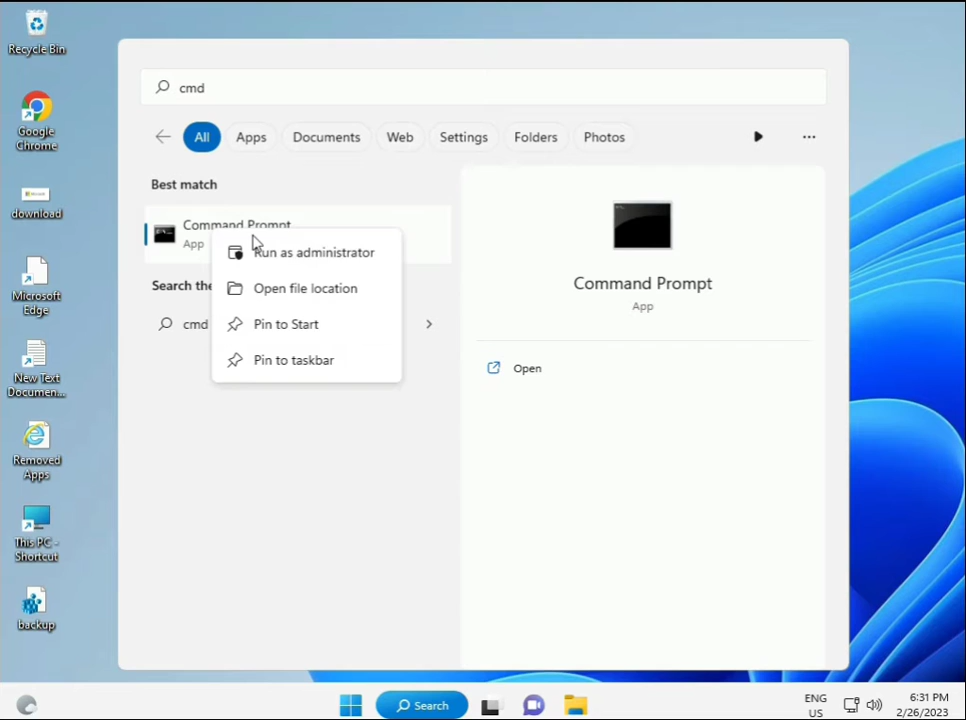 Recycle Bin
Google
Chrome
download
Microsoft
Edge
New Text
Documen...
Removed
Apps
This PC -
Shortcut
backup
cmd
All
Apps
Documents
Web
Settings
Folders
Photos
Best match
Command Prompt
App
Search the
cmd
Run as administrator
Open file location
Pin to Start
Pin to taskbar
Command Prompt
App
Open
Search
ENG
US
6:31 PM
2/26/2023